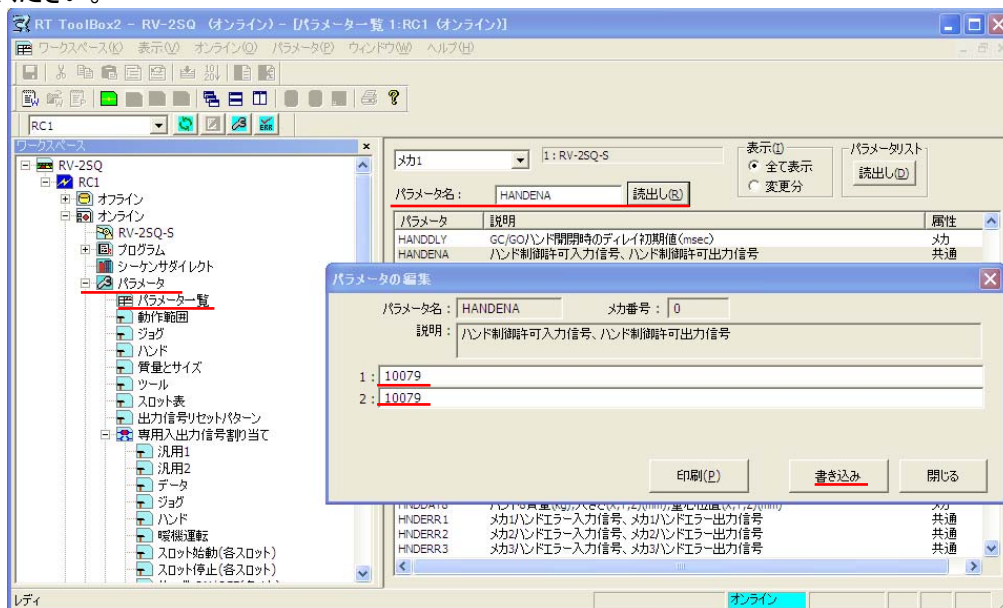 ください。
RT ToolBox2 - RV-2SQ （オンライン） - [パラメーター一覧 1:RC1 (オンライン)]
ワークスペース(K) 表示(V) オンライン(O) パラメータ(P) ウィンドウ(W) ヘルプ(H)
RC1
ERR
ワークスペース
RV-2SQ
RC1
オフライン
オンライン
RV-2SQ-S
プログラム
シーケンサダイレクト
パラメータ
パラメータ一覧
動作範囲
ジョグ
ハンド
質量とサイズ
ツール
スロット表
出力信号リセットパターン
専用入出力信号割り当て
汎用1
汎用2
データ
ジョグ
ハンド
暖機運転
スロット始動(各スロット)
スロット停止(各スロット)
メカ1
1 : RV-2SQ-S
表示(I)
全て表示
変更分
パラメータリスト
読出し(D)
パラメータ名：
HANDENA
読出し(R)
パラメータ 説明 属性
HANDDLY GC/GOハンド開閉時のディレイ初期値(msec) メカ
HANDENA ハンド制御許可入力信号、ハンド制御許可出力信号 共通
パラメータの編集
パラメータ名： HANDENA メカ番号： 0
説明： ハンド制御許可入力信号、ハンド制御許可出力信号
1 : 10079
2 : 10079
印刷(P) 書き込み 閉じる
HNDERR1 メカ1ハンドエラー入力信号、メカ1ハンドエラー出力信号 共通
HNDERR2 メカ2ハンドエラー入力信号、メカ2ハンドエラー出力信号 共通
HNDERR3 メカ3ハンドエラー入力信号、メカ3ハンドエラー出力信号 共通
レディ
オンライン